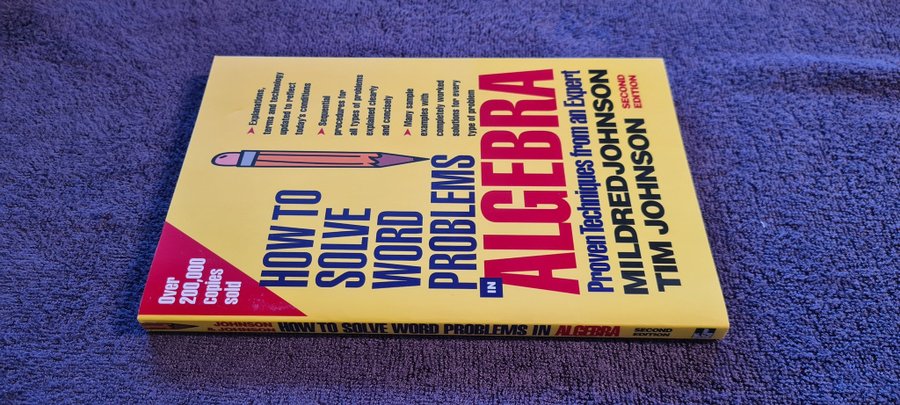 Over
200,000
copies
sold
➤ Explanations,
terms and technology
updated to reflect
today's conditions
➤ Sequential
procedures for
all types of problems
explained clearly
and concisely
➤ Many sample
examples with
completely worked
solutions for every
type of problem
HOW TO
SOLVE
WORD
PROBLEMS
IN
ALGEBRA
Proven Techniques from an Expert
MILDRED JOHNSON
TIM JOHNSON
SECOND
EDITION
JOHNSON
& JOHNSON
HOW TO SOLVE WORD PROBLEMS IN ALGEBRA
SECOND
EDITION